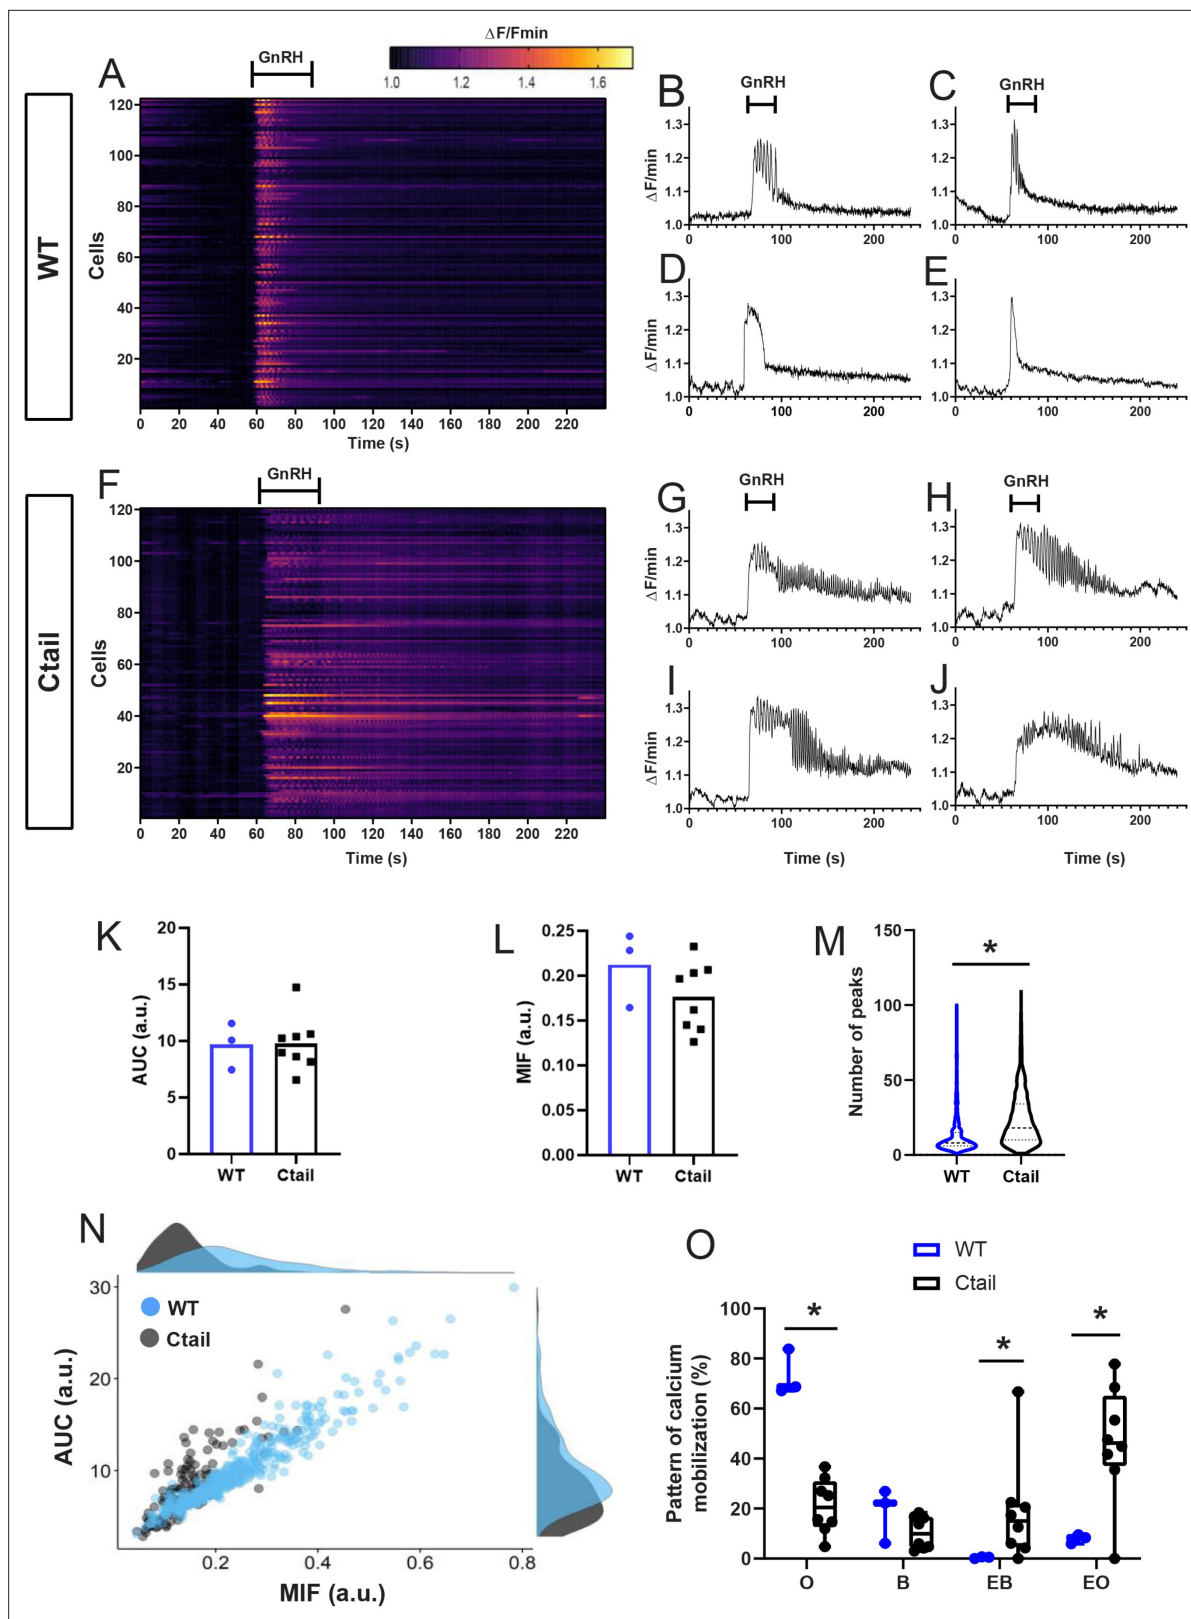 ΔF/Fmin
1.0 1.2 1.4 1.6
WT
A
GnRH
Cells
120
100
80
60
40
20
0 20 40 60 80 100 120 140 160 180 200 220
Time (s)
B
GnRH
ΔF/min
1.3
1.2
1.1
1.0
0 100 200
C
GnRH
1.3
1.2
1.1
1.0
0 100 200
D
ΔF/min
1.3
1.2
1.1
1.0
0 100 200
E
1.3
1.2
1.1
1.0
0 100 200
Ctail
F
GnRH
Cells
120
100
80
60
40
20
0 20 40 60 80 100 120 140 160 180 200 220
Time (s)
G
GnRH
ΔF/min
1.3
1.2
1.1
1.0
0 100 200
H
GnRH
1.3
1.2
1.1
1.0
0 100 200
I
ΔF/min
1.3
1.2
1.1
1.0
0 100 200
Time (s)
J
1.3
1.2
1.1
1.0
0 100 200
Time (s)
K
AUC (a.u.)
20
15
10
5
0
WT Ctail
L
MIF (a.u.)
0.25
0.20
0.15
0.10
0.05
0.00
WT Ctail
M
Number of peaks
150
100
50
0
*
WT Ctail
N
WT
Ctail
AUC (a.u.)
30
20
10
0.2 0.4 0.6 0.8
MIF (a.u.)
O
WT
Ctail
Pattern of calcium
mobilization (%)
100
80
60
40
20
0
* * *
O B EB EO